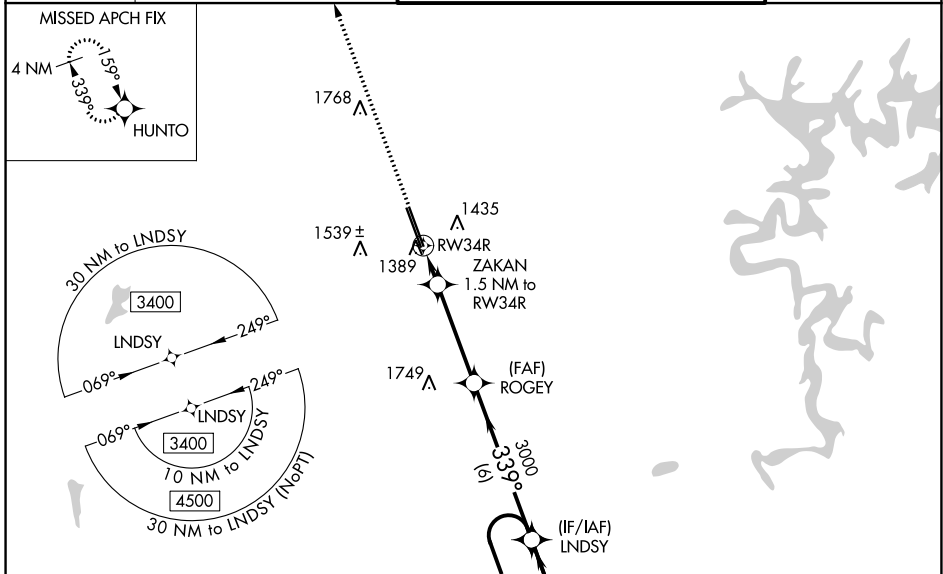 MISSED APCH FIX
4 NM
159°
339°
HUNTO
1768
1435
1539 ±
RW34R
1389
ZAKAN
1.5 NM to
RW34R
30 NM to LNDSY
3400
LNDSY
249°
069°
1749
(FAF)
ROGEY
249°
069°
LNDSY
3400
10 NM to LNDSY
4500
30 NM to LNDSY (NoPT)
3000
339°
(6)
(IF/IAF)
LNDSY